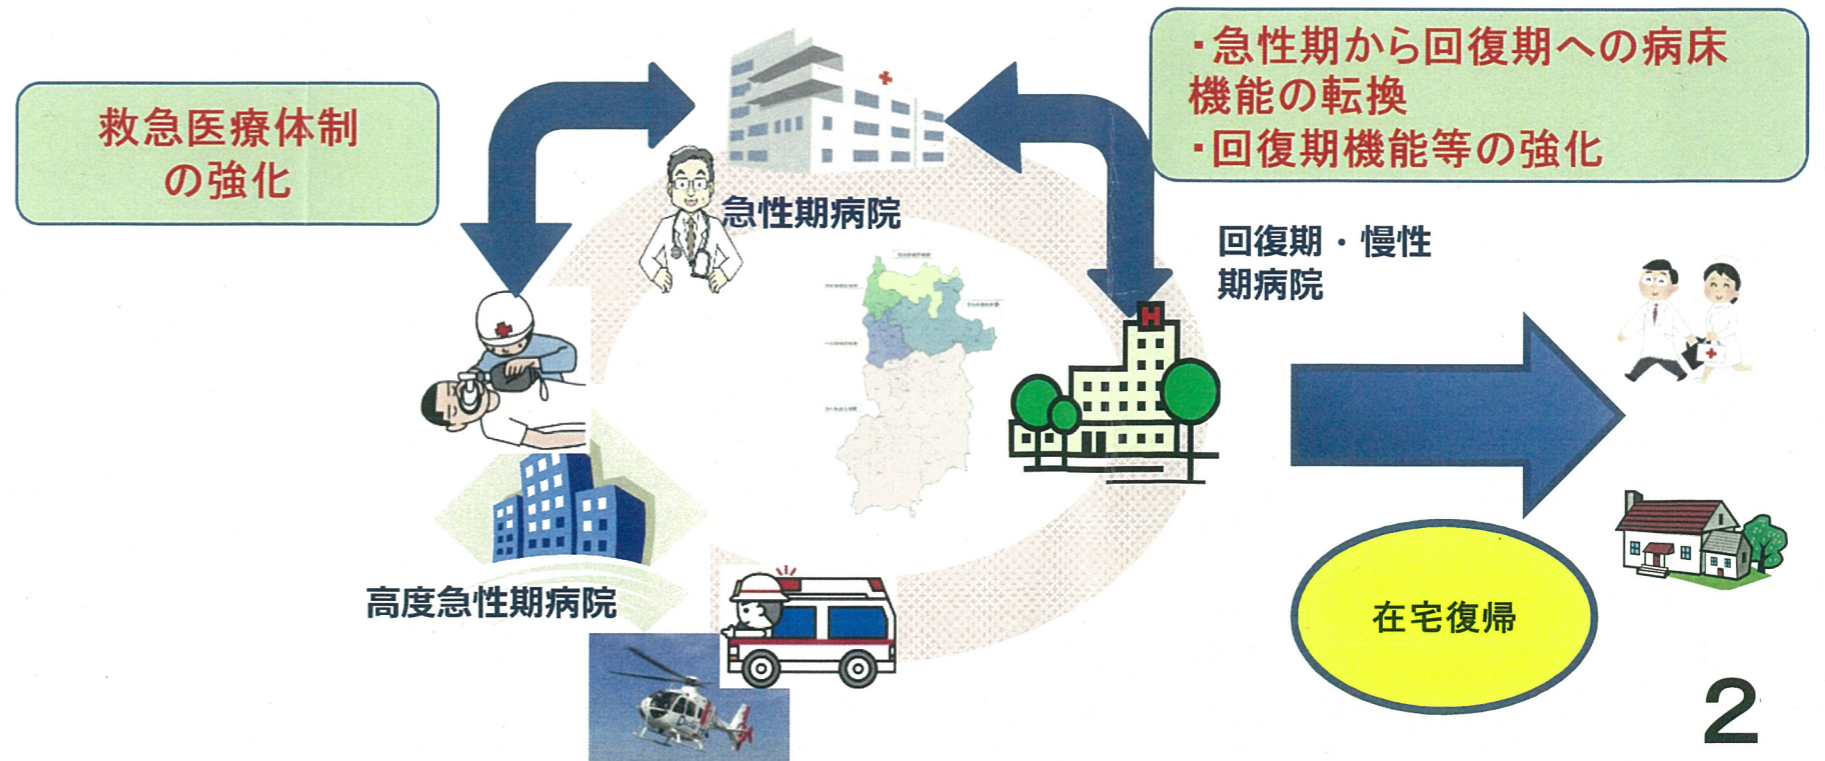 救急医療体制
の強化
・急性期から回復期への病床
機能の転換
・回復期機能等の強化
急性期病院
回復期・慢性
期病院
H
高度急性期病院
在宅復帰
2